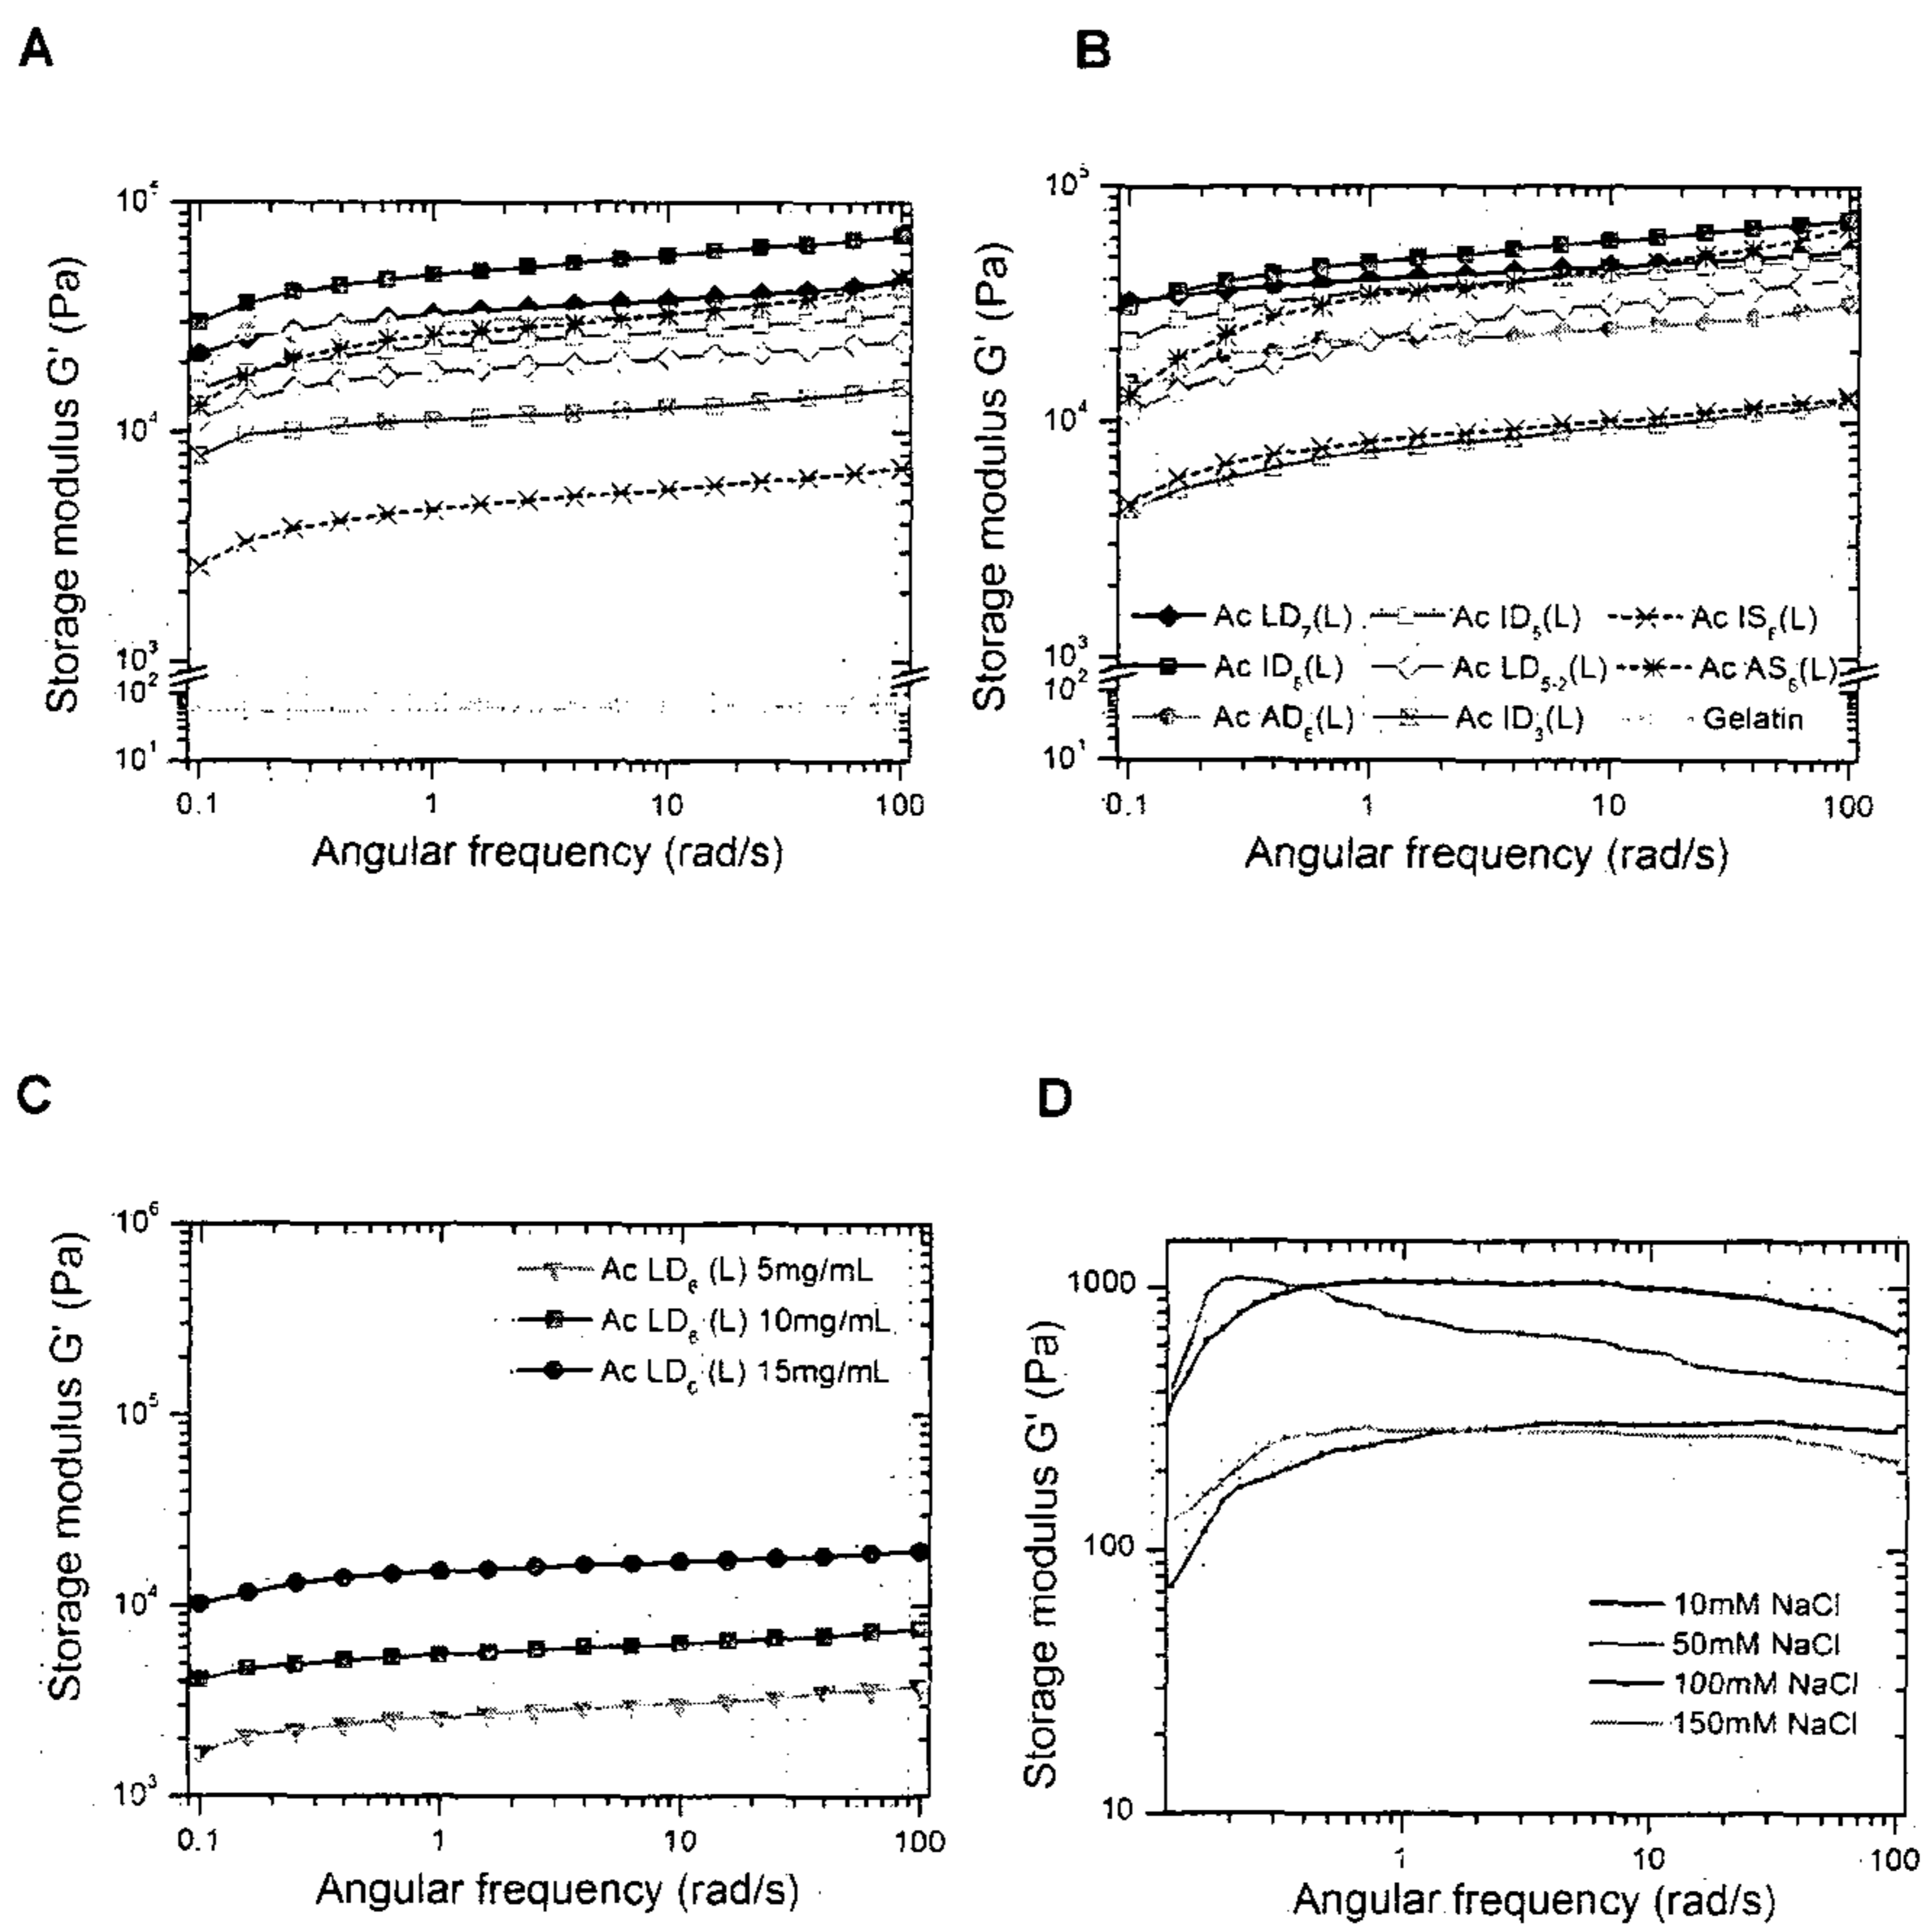 A
B
Storage modulus G' (Pa)
10⁴
10³
10²
10¹
0.1 1 10 100
Angular frequency (rad/s)
Storage modulus G' (Pa)
10⁵
10⁴
10³
10²
10¹
Ac LD₇(L) Ac ID₅(L) Ac IS₆(L)
Ac ID₆(L) Ac LD₅₋₂(L) Ac AS₆(L)
Ac AD₆(L) Ac ID₃(L) Gelatin
0.1 1 10 100
Angular frequency (rad/s)
C
D
Storage modulus G' (Pa)
10⁶
10⁵
10⁴
10³
Ac LD₆ (L) 5mg/mL
Ac LD₆ (L) 10mg/mL
Ac LD₆ (L) 15mg/mL
0.1 1 10 100
Angular frequency (rad/s)
Storage modulus G' (Pa)
1000
100
10
10mM NaCl
50mM NaCl
100mM NaCl
150mM NaCl
1 10 100
Angular frequency (rad/s)